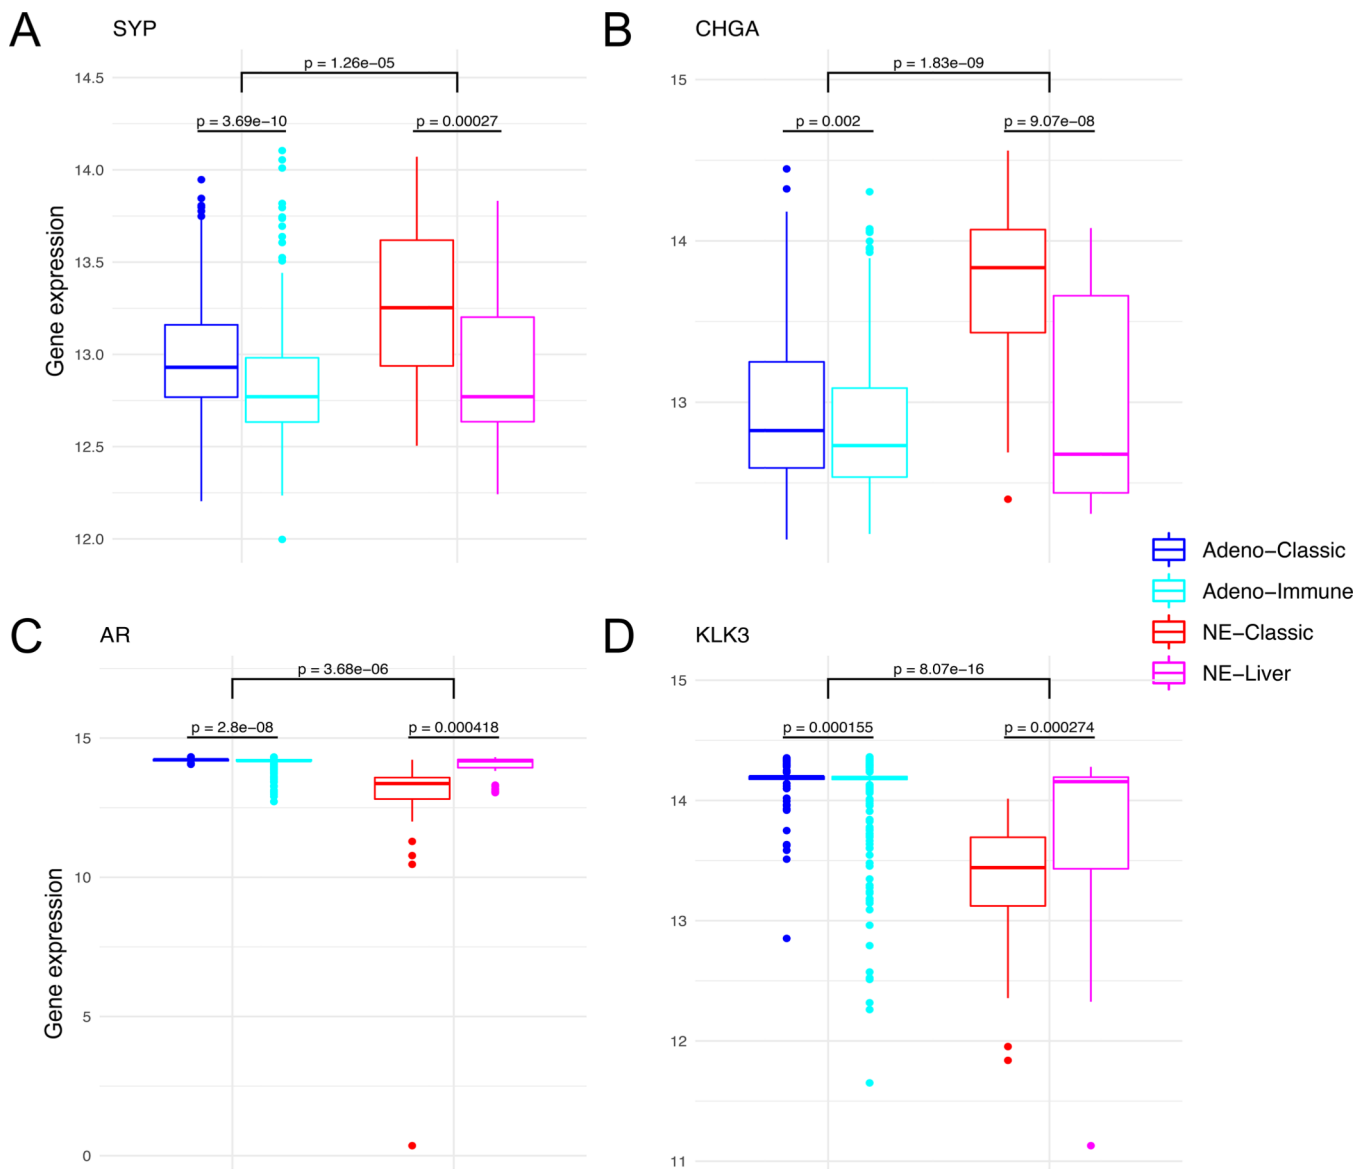 A
SYP
p = 1.26e−05
14.5
p = 3.69e−10
p = 0.00027
14.0
13.5
13.0
12.5
12.0
Gene expression
B
CHGA
p = 1.83e−09
15
p = 0.002
p = 9.07e−08
14
13
Adeno−Classic
Adeno−Immune
NE−Classic
NE−Liver
C
AR
p = 3.68e−06
p = 2.8e−08
p = 0.000418
15
10
5
0
Gene expression
D
KLK3
p = 8.07e−16
15
p = 0.000155
p = 0.000274
14
13
12
11